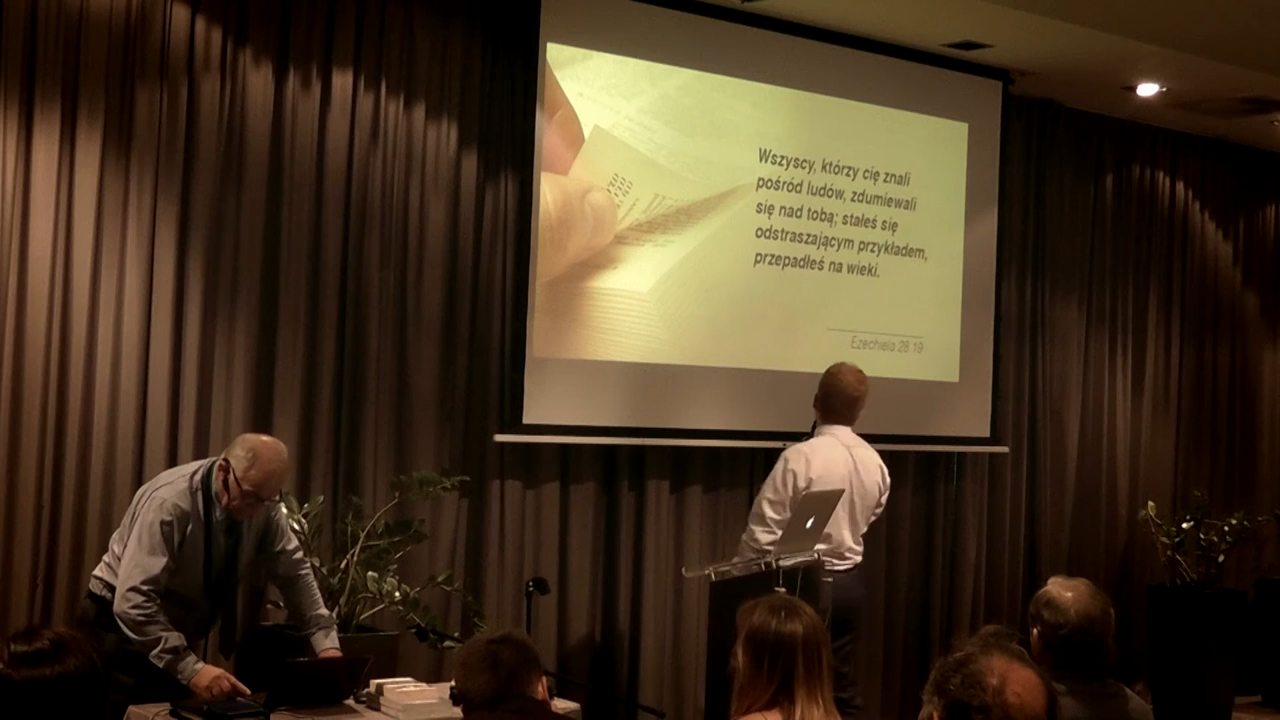 Wszyscy, którzy cię znali
pośród ludów, zdumiewali
się nad tobą; stałeś się
odstraszającym przykładem,
przepadłeś na wieki.
Ezechiela 28.19